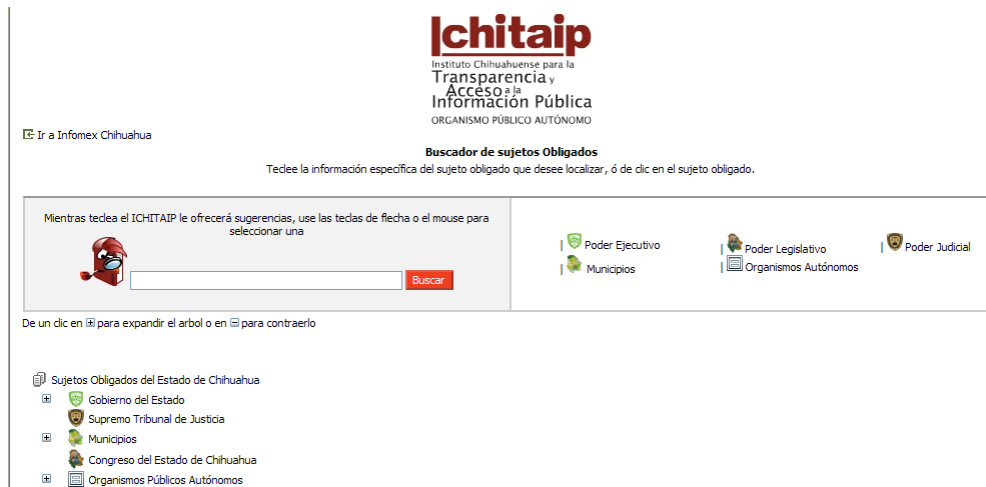 Ichitaip
Instituto Chihuahuense para la
Transparencia y
Acceso a la
Información Pública
ORGANISMO PÚBLICO AUTÓNOMO
Ir a Infomex Chihuahua
Buscador de sujetos Obligados
Teclee la información específica del sujeto obligado que desee localizar, ó de clic en el sujeto obligado.
Mientras teclea el ICHITAIP le ofrecerá sugerencias, use las teclas de flecha o el mouse para
seleccionar una
Buscar
| Poder Ejecutivo | Poder Legislativo | Poder Judicial
| Municipios | Organismos Autónomos
De un clic en para expandir el arbol o en para contraerlo
Sujetos Obligados del Estado de Chihuahua
Gobierno del Estado
Supremo Tribunal de Justicia
Municipios
Congreso del Estado de Chihuahua
Organismos Públicos Autónomos